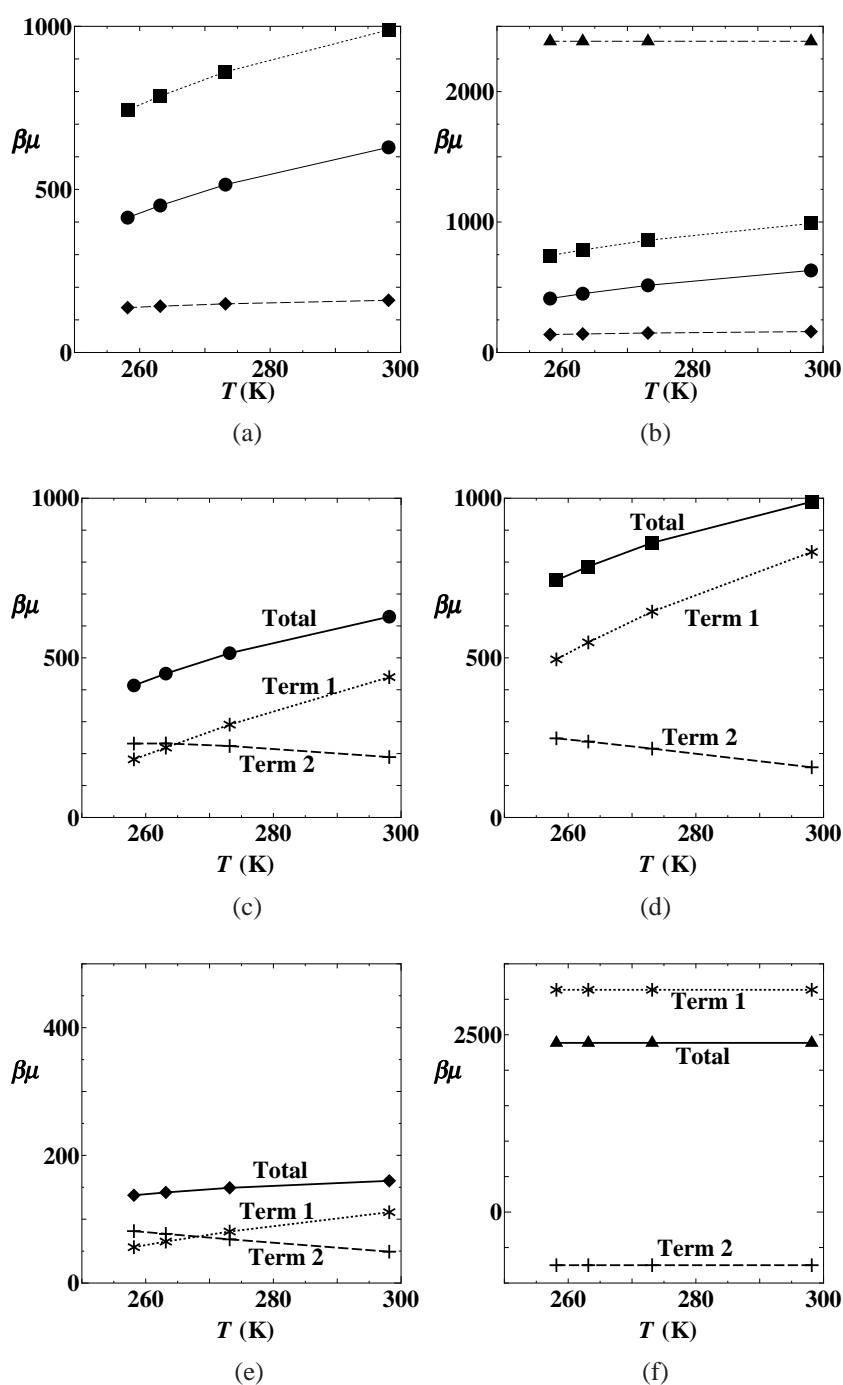 1000
500
0
βμ
260 280 300
T (K)
(a)
2000
1000
0
βμ
260 280 300
T (K)
(b)
1000
500
0
βμ
Total
Term 1
Term 2
260 280 300
T (K)
(c)
1000
500
0
βμ
Total
Term 1
Term 2
260 280 300
T (K)
(d)
400
200
0
βμ
Total
Term 1
Term 2
260 280 300
T (K)
(e)
2500
0
βμ
Term 1
Total
Term 2
260 280 300
T (K)
(f)